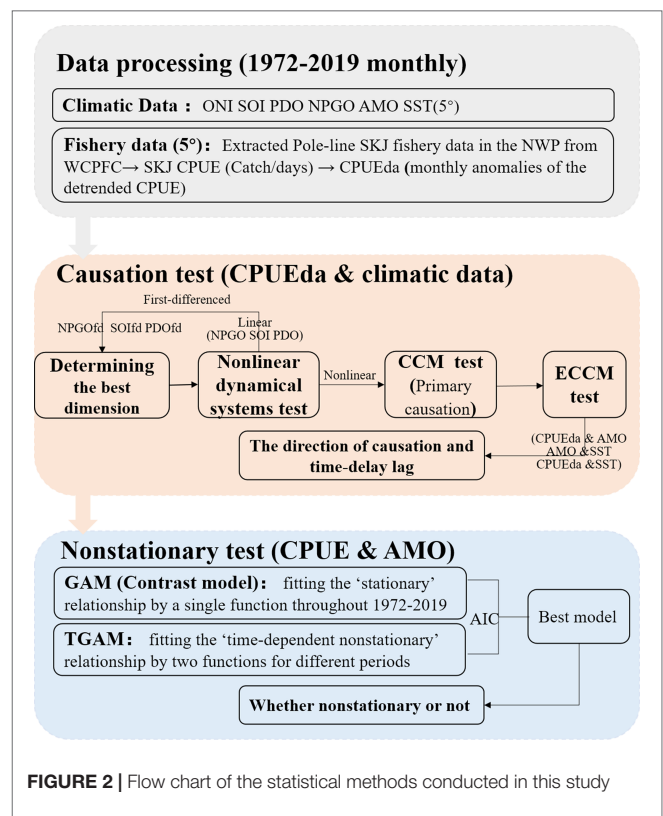 Data processing (1972-2019 monthly)
Climatic Data： ONI SOI PDO NPGO AMO SST(5°)
Fishery data (5°)： Extracted Pole-line SKJ fishery data in the NWP from
WCPFC→ SKJ CPUE (Catch/days) → CPUEda (monthly anomalies of the
detrended CPUE)
Causation test (CPUEda & climatic data)
First-differenced
NPGOfd SOIfd PDOfd
Linear
(NPGO SOI PDO)
Determining
the best
dimension
Nonlinear
dynamical
systems test
Nonlinear
CCM test
(Primary
causation)
ECCM
test
(CPUEda & AMO
AMO &SST
CPUEda &SST)
The direction of causation and
time-delay lag
Nonstationary test (CPUE & AMO)
GAM (Contrast model)： fitting the ‘stationary’
relationship by a single function throughout 1972-2019
TGAM： fitting the ‘time-dependent nonstationary’
relationship by two functions for different periods
AIC
Best model
Whether nonstationary or not
FIGURE 2 | Flow chart of the statistical methods conducted in this study